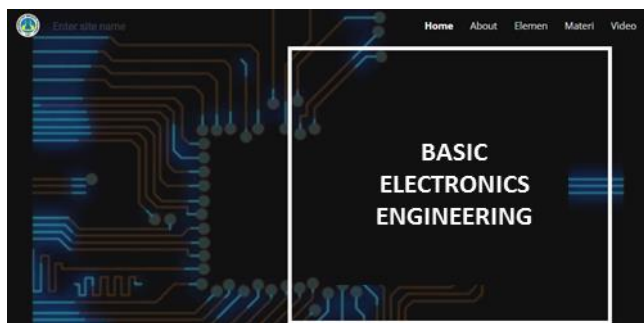 Enter site name
Home About Elemen Materi Video
BASIC
ELECTRONICS
ENGINEERING